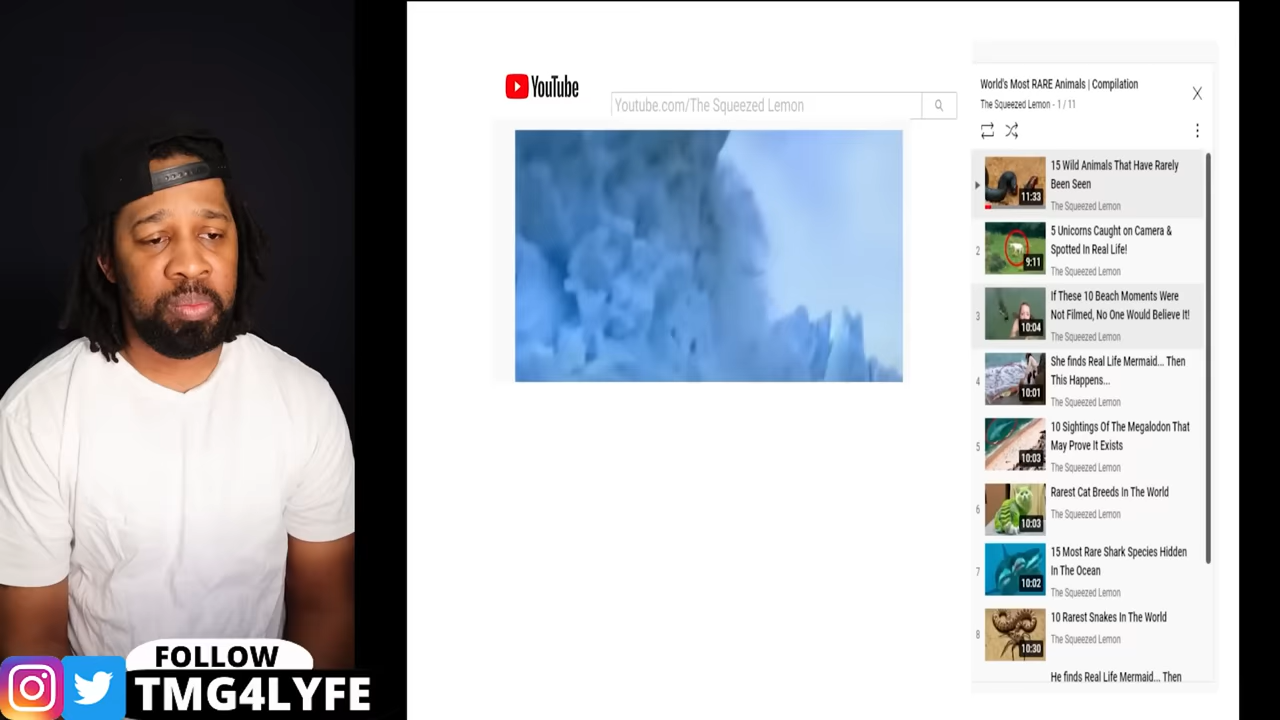 YouTube
Youtube.com/The Squeezed Lemon
World's Most RARE Animals | Compilation
The Squeezed Lemon - 1 / 11
15 Wild Animals That Have Rarely
Been Seen
11:33
The Squeezed Lemon
2
5 Unicorns Caught on Camera &
Spotted In Real Life!
9:11
The Squeezed Lemon
3
If These 10 Beach Moments Were
Not Filmed, No One Would Believe It!
10:04
The Squeezed Lemon
4
She finds Real Life Mermaid... Then
This Happens...
10:01
The Squeezed Lemon
5
10 Sightings Of The Megalodon That
May Prove It Exists
10:03
The Squeezed Lemon
6
Rarest Cat Breeds In The World
10:03
The Squeezed Lemon
7
15 Most Rare Shark Species Hidden
In The Ocean
10:02
The Squeezed Lemon
8
10 Rarest Snakes In The World
10:30
The Squeezed Lemon
He finds Real Life Mermaid... Then
FOLLOW
TMG4LYFE